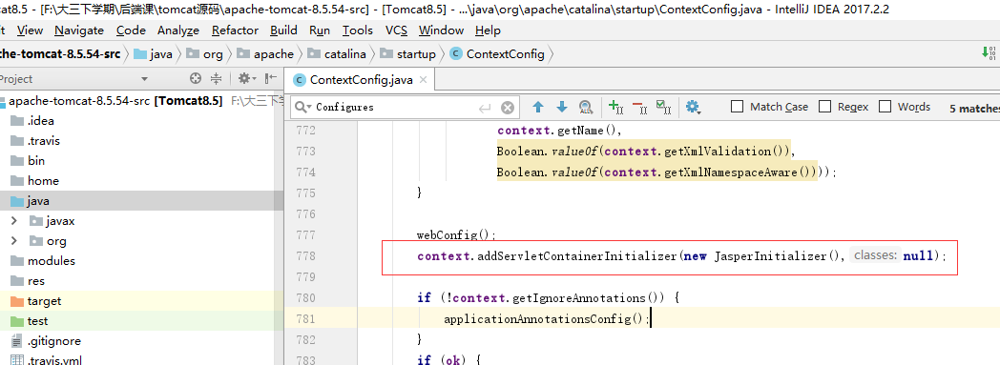 cat8.5 - [F:\大三下学期\后端课\tomcat源码\apache-tomcat-8.5.54-src] - [Tomcat8.5] - ...\java\org\apache\catalina\startup\ContextConfig.java - IntelliJ IDEA 2017.2.2
it View Navigate Code Analyze Refactor Build Run Tools VCS Window Help
che-tomcat-8.5.54-src java org apache catalina startup ContextConfig
Project
ContextConfig.java
apache-tomcat-8.5.54-src [Tomcat8.5] F:\大三下
.idea
.travis
bin
home
java
javax
org
modules
res
target
test
.gitignore
.travis.yml
Configures
Match Case Regex Words 5 matches
772 context.getName(),
773 Boolean.valueOf(context.getXmlValidation()),
774 Boolean.valueOf(context.getXmlNamespaceAware())));
775 }
776
777 webConfig();
778 context.addServletContainerInitializer(new JasperInitializer(), classes: null);
779
780 if (!context.getIgnoreAnnotations()) {
781 applicationAnnotationsConfig();
782 }
783 if (ok) {